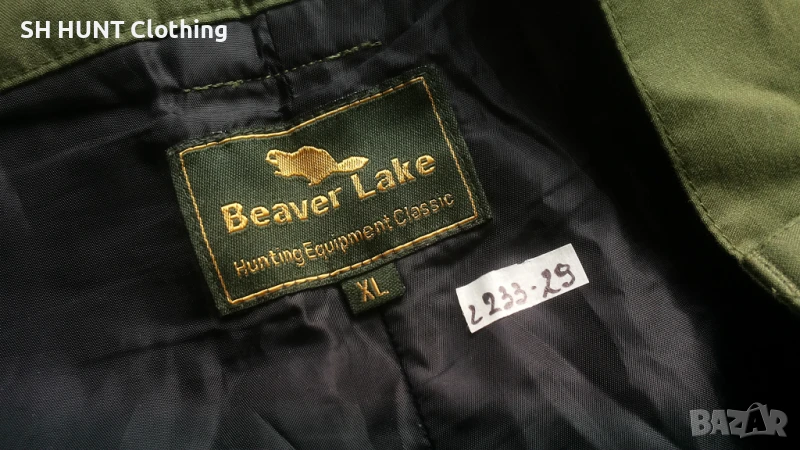 SH HUNT Clothing
Beaver Lake
Hunting Equipment Classic
XL
2233-29
BAZAR